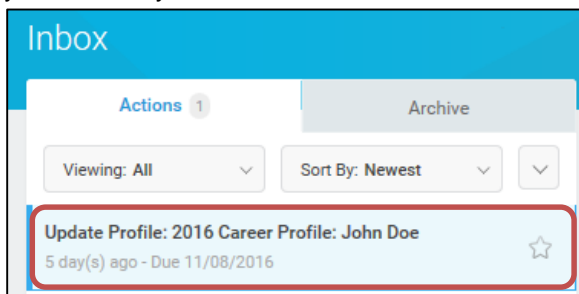 Inbox
Actions 1
Archive
Viewing: All
Sort By: Newest
Update Profile: 2016 Career Profile: John Doe
5 day(s) ago - Due 11/08/2016